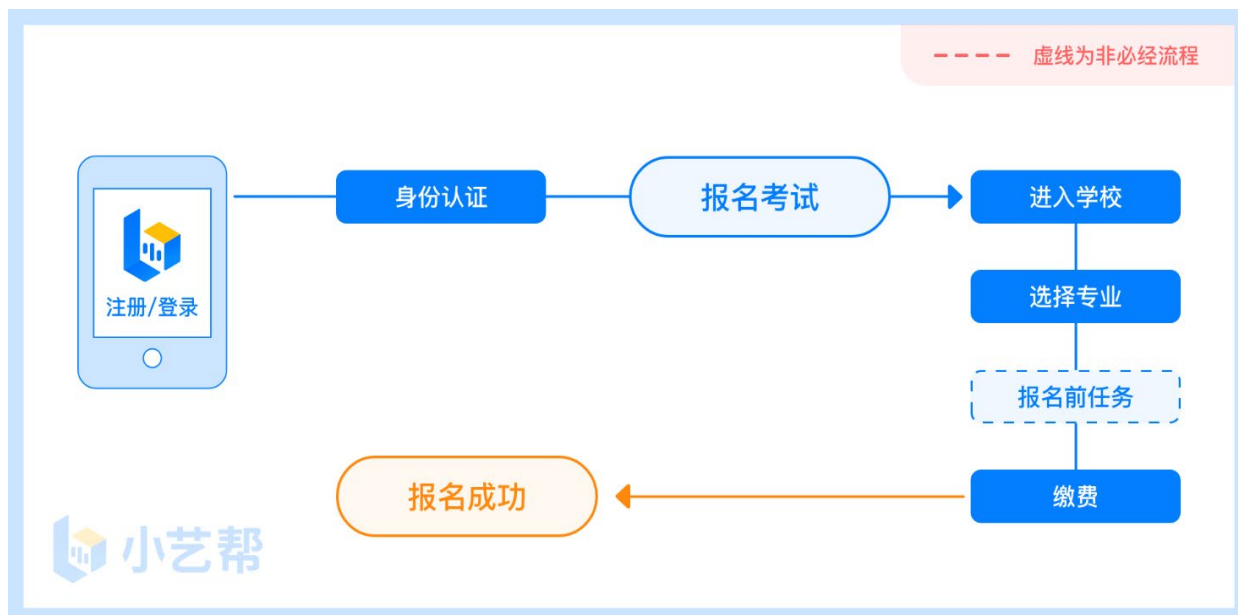 虚线为非必经流程
注册/登录
身份认证
报名考试
进入学校
选择专业
报名前任务
缴费
报名成功
小艺帮